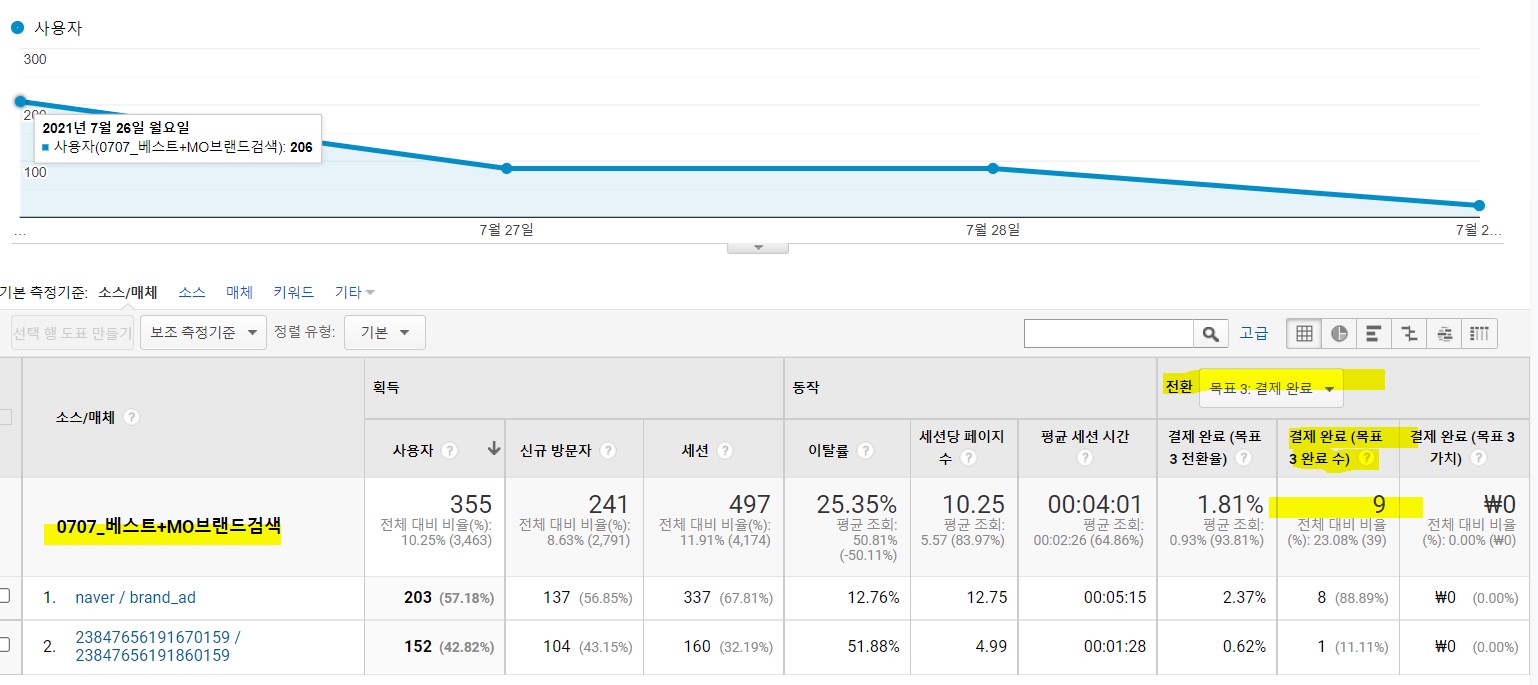 사용자
300
200
2021년 7월 26일 월요일
사용자(0707_베스트+MO브랜드검색): 206
100
... 7월 27일 7월 28일 7월 2...
기본 측정기준: 소스/매체 소스 매체 키워드 기타
선택 행 도표 만들기 보조 측정기준 정렬 유형: 기본 고급
소스/매체 ?
획득 동작 전환 목표 3: 결제 완료
사용자 ? 신규 방문자 ? 세션 ? 이탈률 ? 세션당 페이지 수 ? 평균 세션 시간 ? 결제 완료 (목표 3 전환율) ? 결제 완료 (목표 3 완료 수) ? 결제 완료 (목표 3 가치) ?
0707_베스트+MO브랜드검색
355 241 497 25.35% 10.25 00:04:01 1.81% 9 ₩0
전체 대비 비율(%): 전체 대비 비율(%): 전체 대비 비율(%): 평균 조회: 평균 조회: 평균 조회: 평균 조회: 전체 대비 비율 전체 대비 비율
10.25% (3,463) 8.63% (2,791) 11.91% (4,174) 50.81% 5.57 (83.97%) 00:02:26 (64.86%) 0.93% (93.81%) (%): 23.08% (39) (%): 0.00% (₩0)
(-50.11%)
1. naver / brand_ad 203 (57.18%) 137 (56.85%) 337 (67.81%) 12.76% 12.75 00:05:15 2.37% 8 (88.89%) ₩0 (0.00%)
2. 23847656191670159 /
23847656191860159 152 (42.82%) 104 (43.15%) 160 (32.19%) 51.88% 4.99 00:01:28 0.62% 1 (11.11%) ₩0 (0.00%)